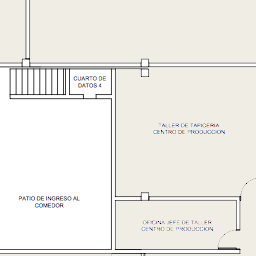 CUARTO DE
DATOS 4
TALLER DE TAPICERIA
CENTRO DE PRODUCCION
PATIO DE INGRESO AL
COMEDOR
OFICINA JEFE DE TALLER
CENTRO DE PRODUCCION